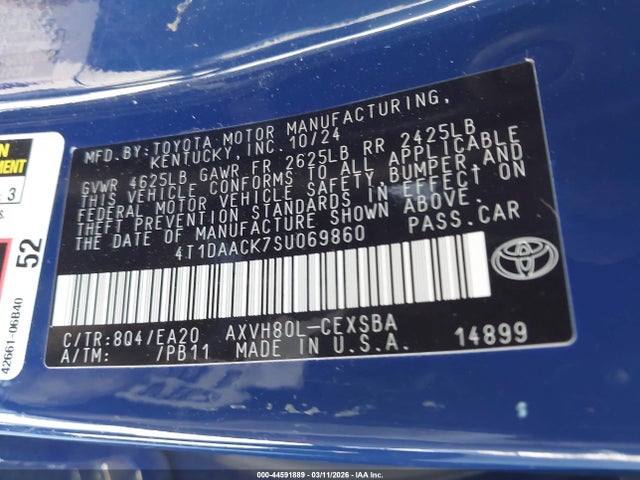 MFD. BY: TOYOTA MOTOR MANUFACTURING,
KENTUCKY, INC. 10/24
GVWR 4625LB GAWR FR 2625LB RR 2425LB
THIS VEHICLE CONFORMS TO ALL APPLICABLE
FEDERAL MOTOR VEHICLE SAFETY, BUMPER, AND
THEFT PREVENTION STANDARDS IN EFFECT ON
THE DATE OF MANUFACTURE SHOWN ABOVE.
4T1DAACK7SU069860 PASS.CAR
C/TR:8Q4/EA20 AXVH80L-CEXSBA
A/TM: /PB11 MADE IN U.S.A. 14899
3
52
42661-06B40
000-44591889 - 03/11/2026 - IAA Inc.